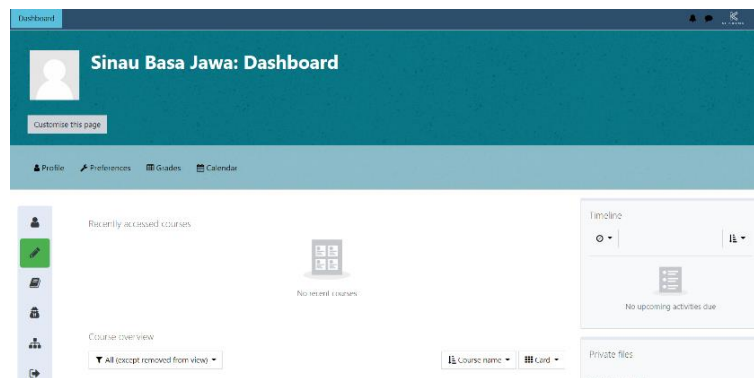 Dashboard
Sinau Basa Jawa: Dashboard
Customise this page
Profile Preferences Grades Calendar
Recently accessed courses
No recent courses
Course overview
All (except removed from view) Course name Card
Timeline
No upcoming activities due
Private files